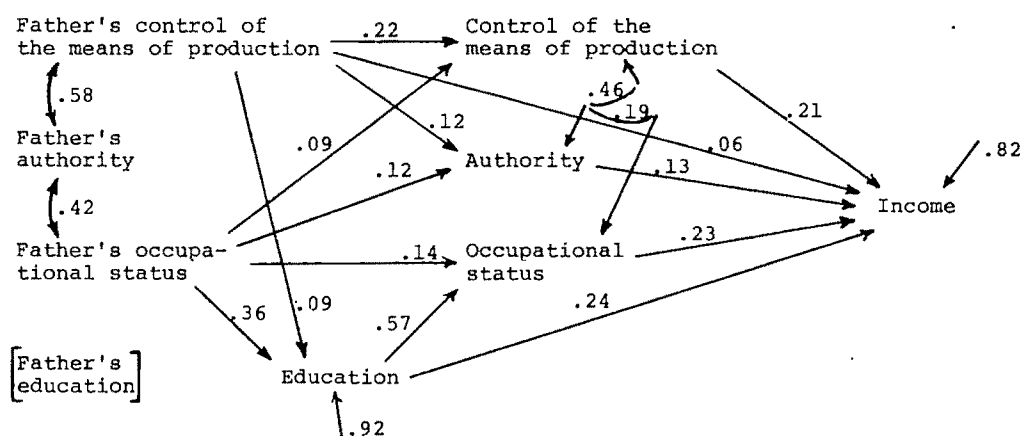 Father's control of
the means of production
.22
Control of the
means of production
.58
.46
.19
.21
Father's
authority
.09
.12
Authority
.06
.82
.12
.13
Income
.42
Father's occupa-
tional status
.14
Occupational
status
.23
.36
.09
.57
.24
[Father's
education]
Education
.92